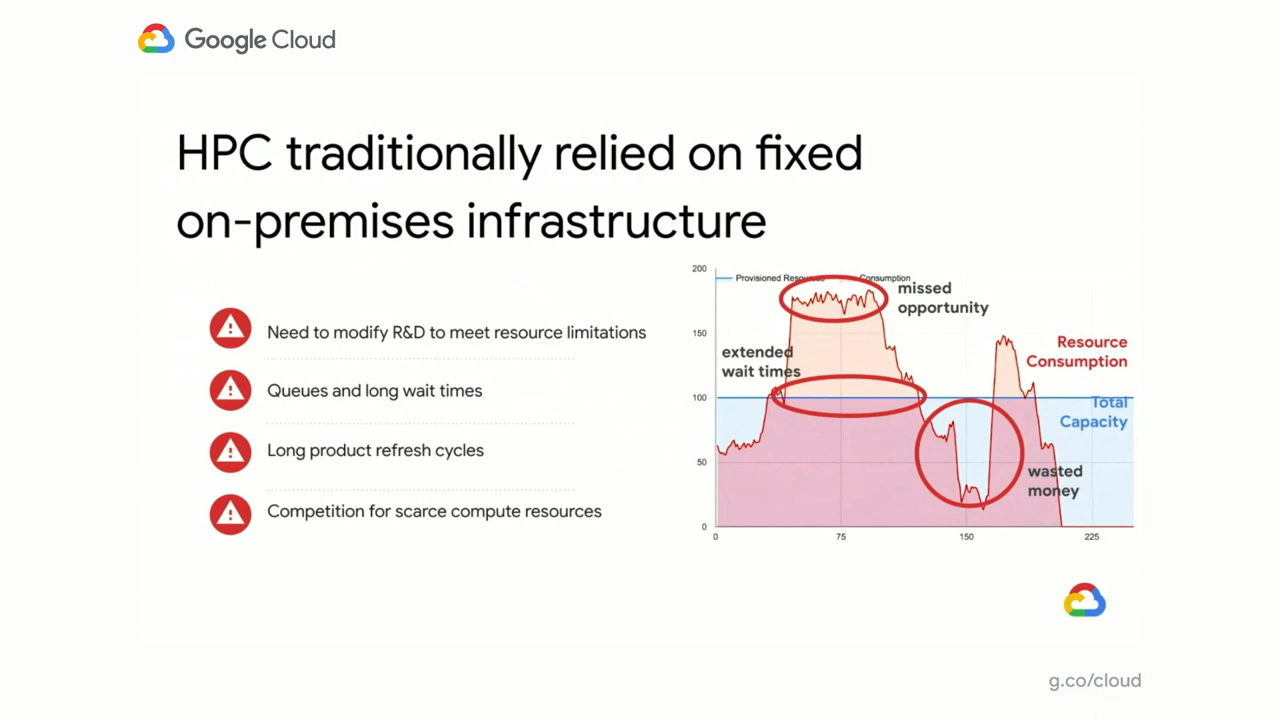 Google Cloud
HPC traditionally relied on fixed
on-premises infrastructure
Need to modify R&D to meet resource limitations
Queues and long wait times
Long product refresh cycles
Competition for scarce compute resources
200
150
100
50
0
0
75
150
225
Provisioned
Consumption
missed
opportunity
extended
wait times
Resource
Consumption
Total
Capacity
wasted
money
g.co/cloud